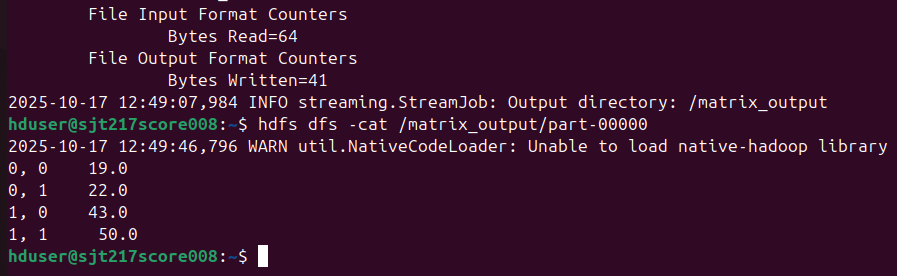 File Input Format Counters
Bytes Read=64
File Output Format Counters
Bytes Written=41
2025-10-17 12:49:07,984 INFO streaming.StreamJob: Output directory: /matrix_output
hduser@sjt217score008:~$ hdfs dfs -cat /matrix_output/part-00000
2025-10-17 12:49:46,796 WARN util.NativeCodeLoader: Unable to load native-hadoop library
0, 0    19.0
0, 1    22.0
1, 0    43.0
1, 1     50.0
hduser@sjt217score008:~$